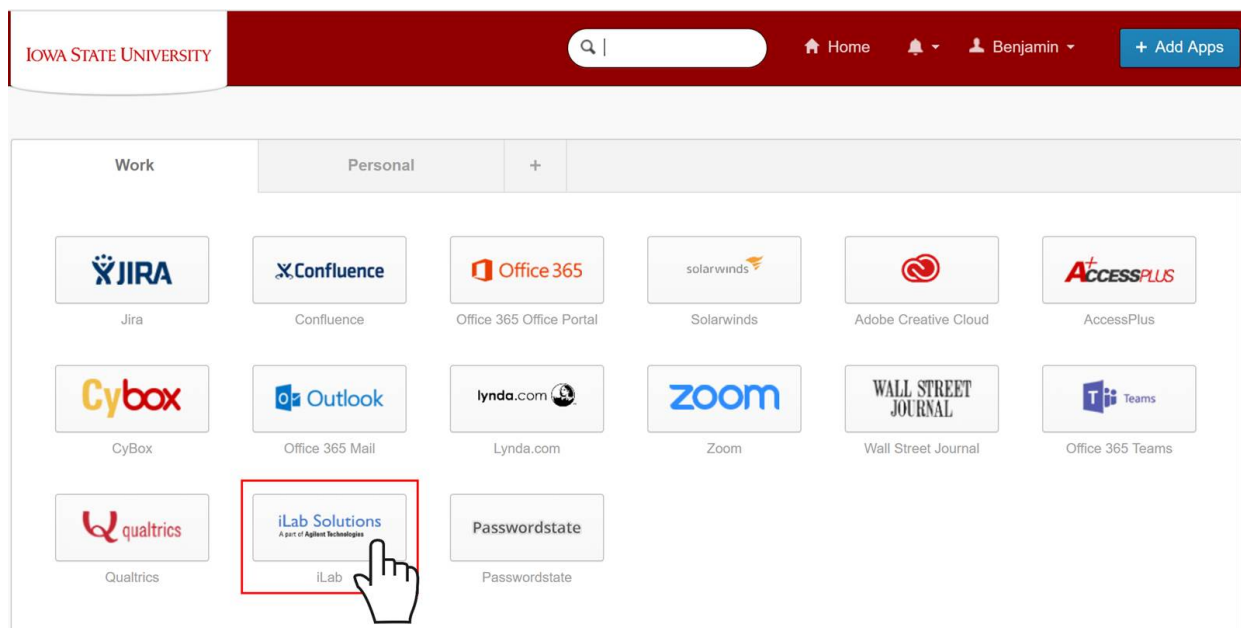 IOWA STATE UNIVERSITY
Home
Benjamin
+ Add Apps
Work
Personal
+
JIRA
Confluence
Office 365
solarwinds
A+CCESSPLUS
Jira
Confluence
Office 365 Office Portal
Solarwinds
Adobe Creative Cloud
AccessPlus
Cybox
Outlook
lynda.com
zoom
WALL STREET
JOURNAL
Teams
CyBox
Office 365 Mail
Lynda.com
Zoom
Wall Street Journal
Office 365 Teams
qualtrics
iLab Solutions
A part of Agilent Technologies
Passwordstate
Qualtrics
iLab
Passwordstate